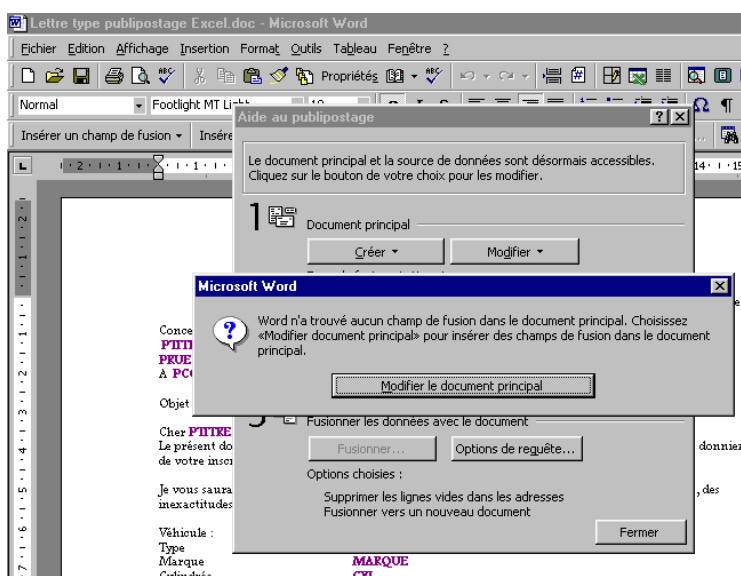 Lettre type publipostage Excel.doc - Microsoft Word
Fichier Edition Affichage Insertion Format Outils Tableau Fenêtre ?
Propriétés
Normal Footlight MT Light 10
Insérer un champ de fusion
Aide au publipostage
Le document principal et la source de données sont désormais accessibles.
Cliquez sur le bouton de votre choix pour les modifier.
1 Document principal
Créer Modifier
Microsoft Word
Word n'a trouvé aucun champ de fusion dans le document principal. Choisissez
«Modifier document principal» pour insérer des champs de fusion dans le document
principal.
Modifier le document principal
A
Objet
3 Fusionner les données avec le document
Cher PTITRE
Fusionner... Options de requête...
Le présent
de votre
Options choisies :
Je vous
Supprimer les lignes vides dans les adresses
, des
inexactitudes
Fusionner vers un nouveau document
Fermer
Véhicule :
Type
Marque MARQUE